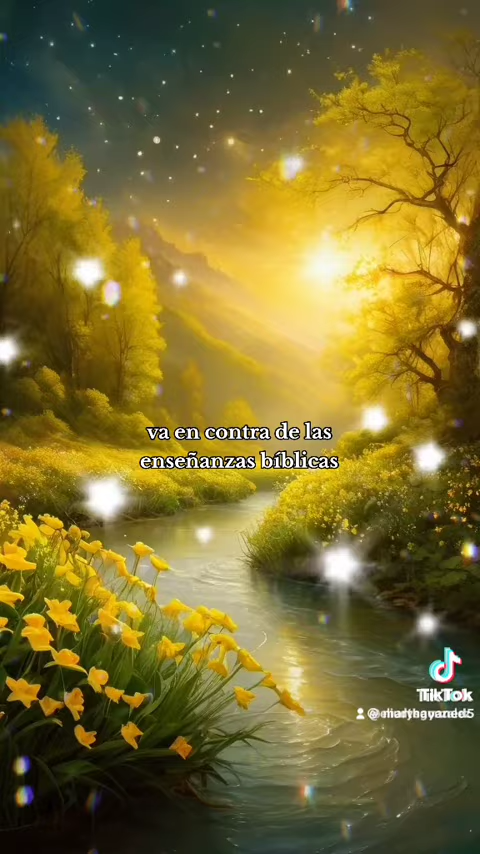 va en contra de las
enseñanzas bíblicas
TikTok